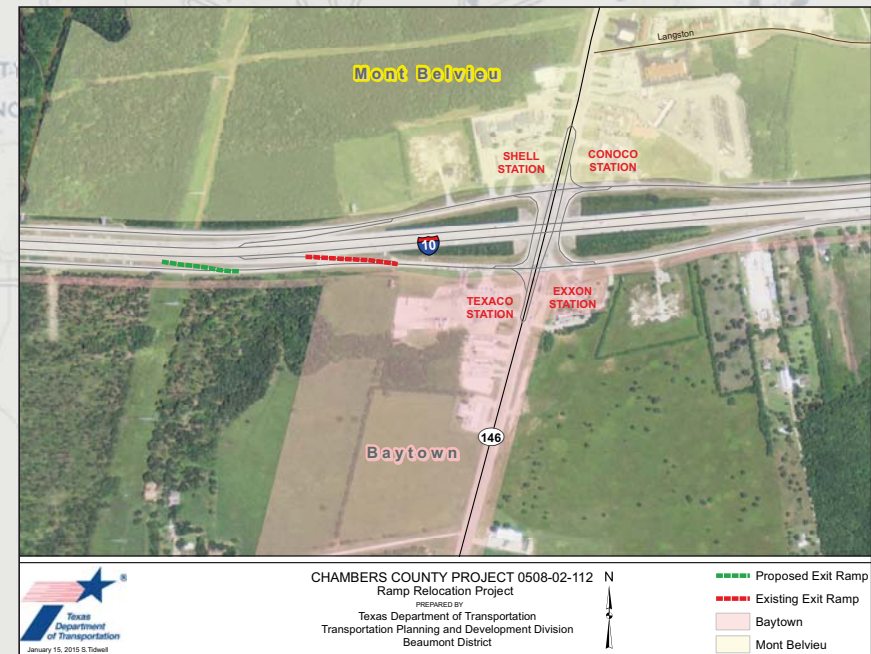 Langston
Mont Belvieu
SHELL
STATION
CONOCO
STATION
10
TEXACO
STATION
EXXON
STATION
146
Baytown
Texas
Department
of Transportation
®
January 15, 2015 S.Tidwell
CHAMBERS COUNTY PROJECT 0508-02-112
Ramp Relocation Project
PREPARED BY
Texas Department of Transportation
Transportation Planning and Development Division
Beaumont District
N
Proposed Exit Ramp
Existing Exit Ramp
Baytown
Mont Belvieu